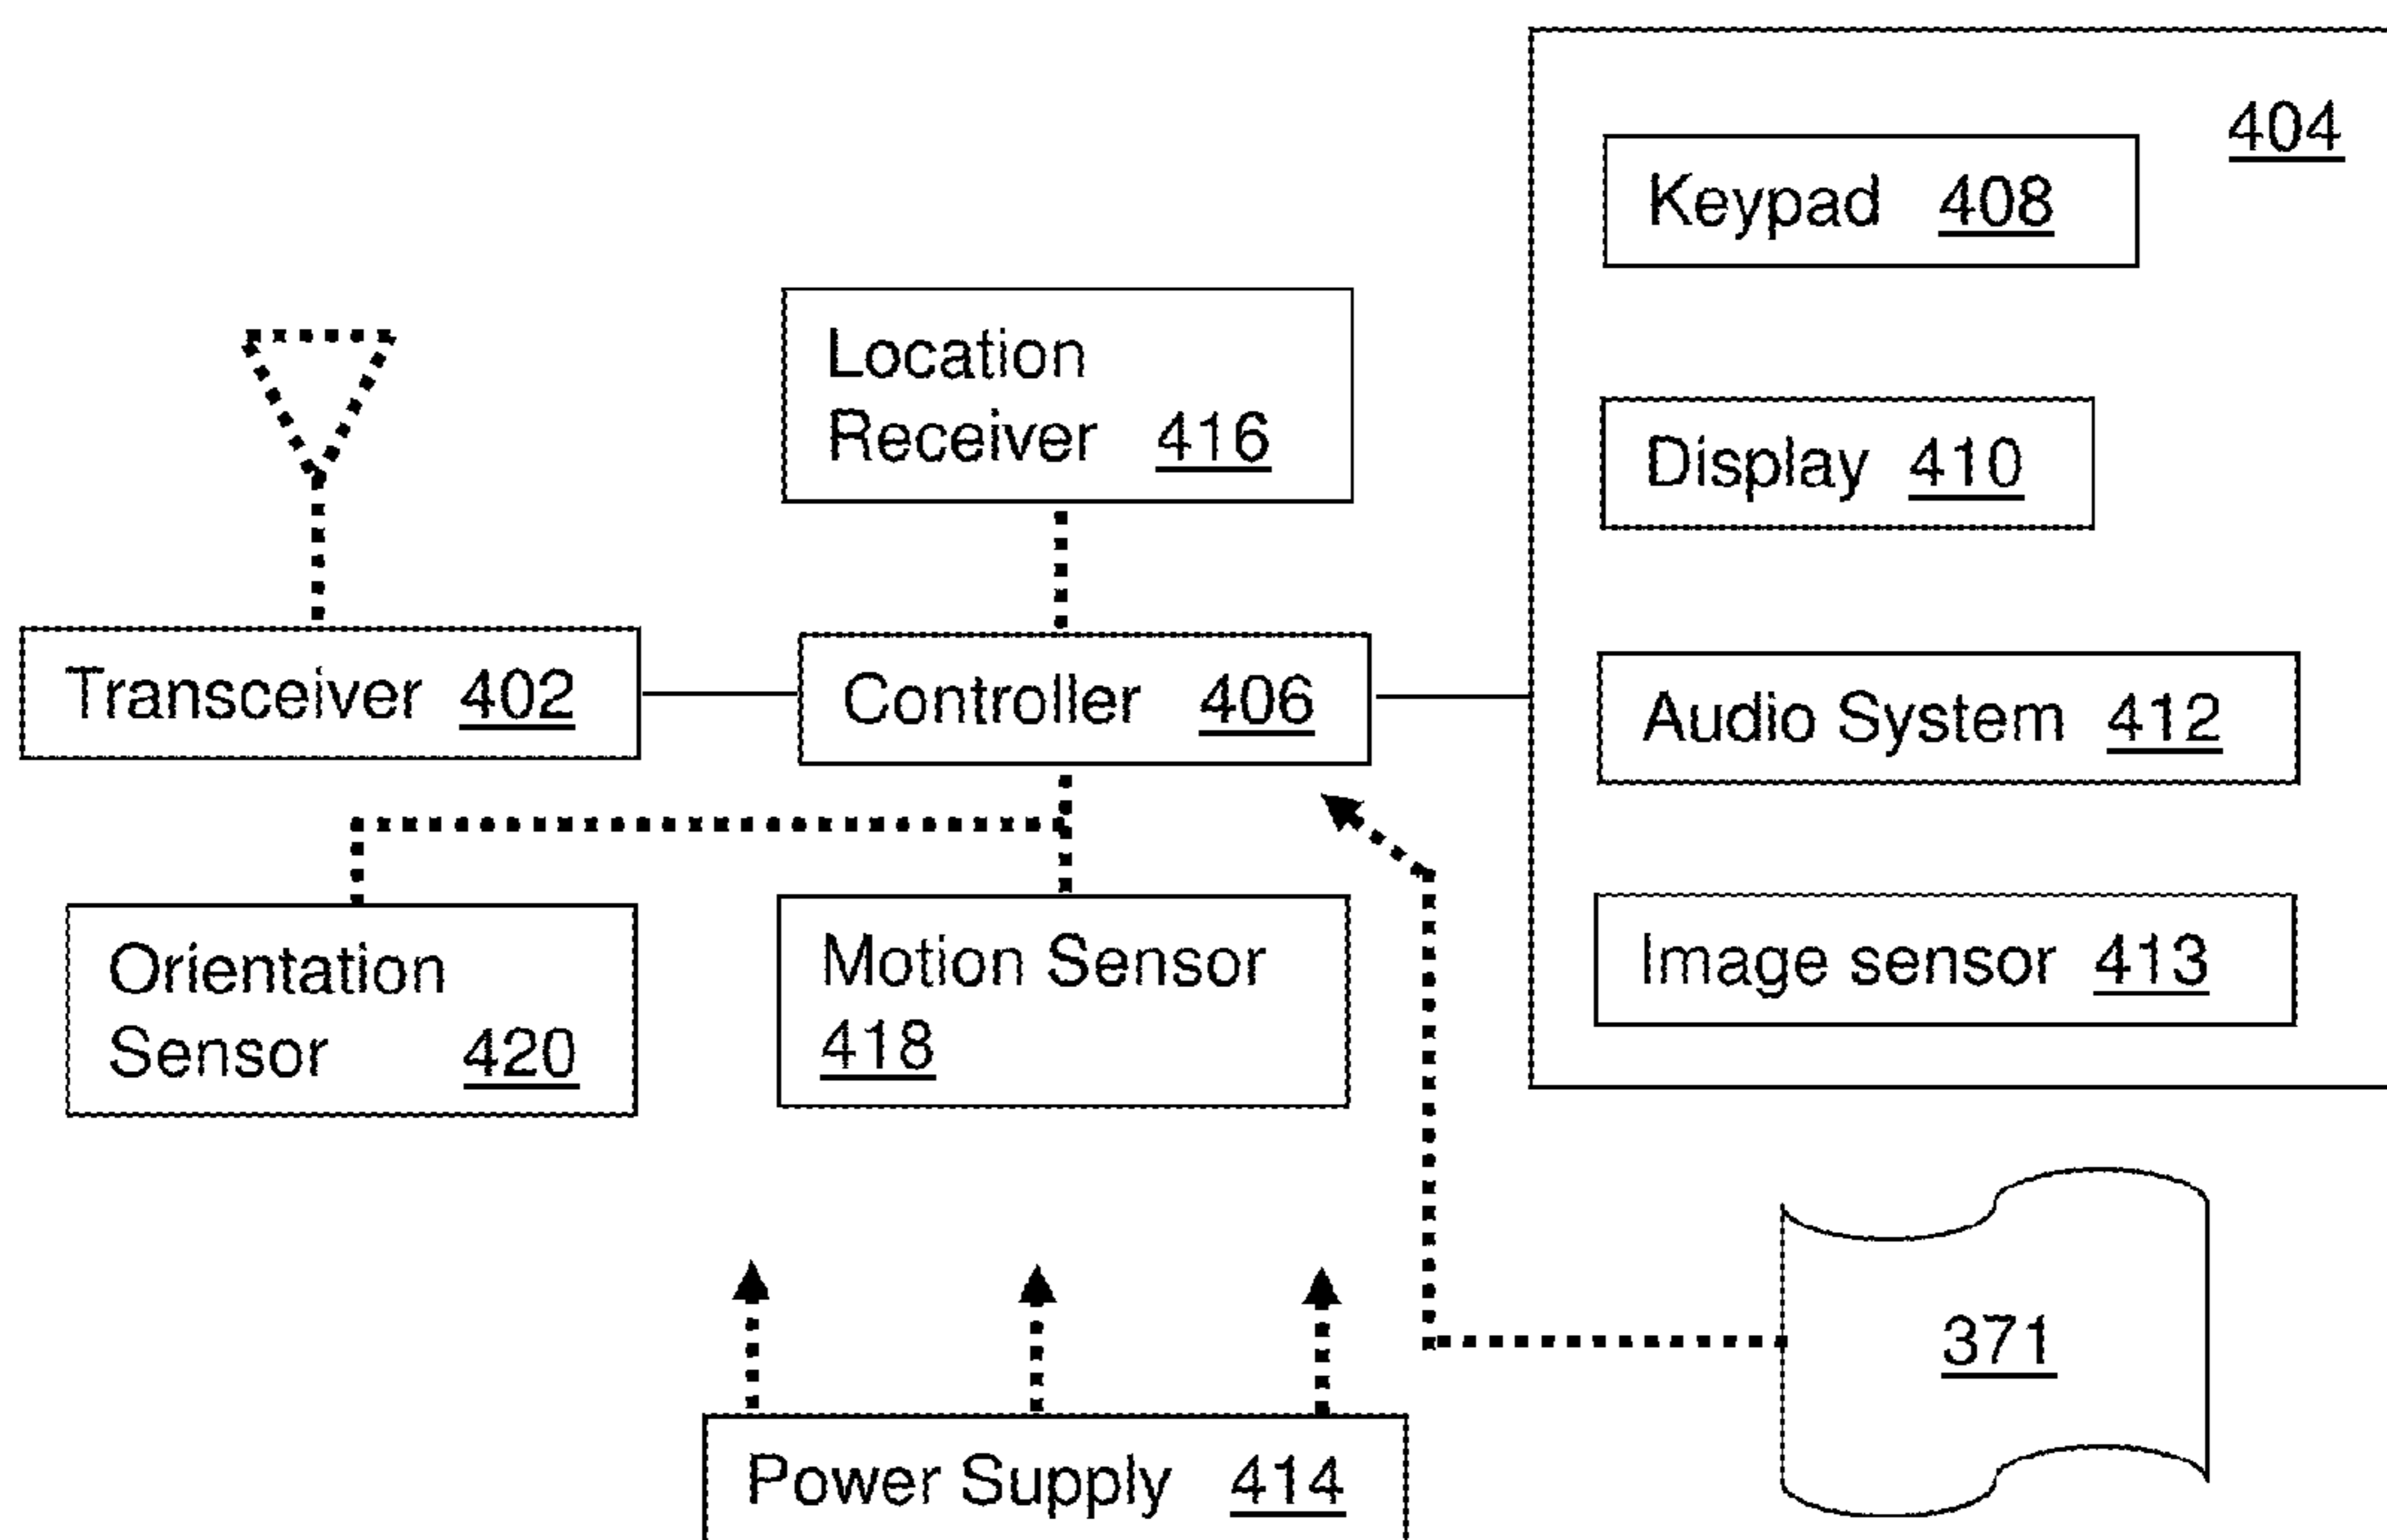 404
Keypad 408
Location
Receiver 416
Display 410
Transceiver 402
Controller 406
Audio System 412
Orientation
Sensor 420
Motion Sensor
418
Image sensor 413
371
Power Supply 414